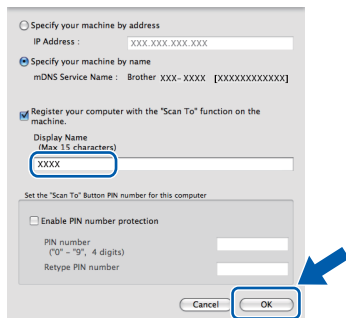 Specify your machine by address
IP Address : XXX.XXX.XXX.XXX
Specify your machine by name
mDNS Service Name : Brother XXX-XXXX [XXXXXXXXXXXX]
Register your computer with the "Scan To" function on the
machine.
Display Name
(Max 15 characters)
XXXX
Set the "Scan To" Button PIN number for this computer
Enable PIN number protection
PIN number
("0" – "9", 4 digits)
Retype PIN number
Cancel OK